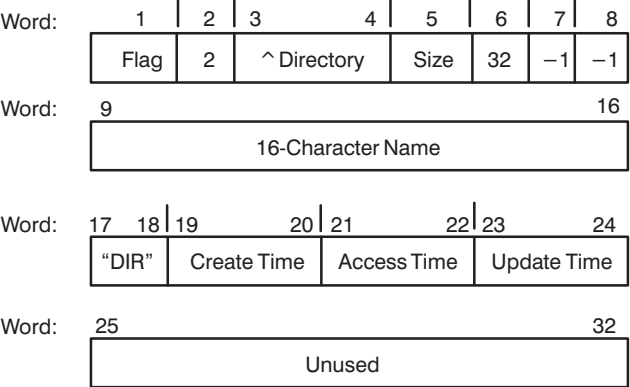 Word: 1 2 3 4 5 6 7 8
Flag 2 ^ Directory Size 32 −1 −1
Word: 9 16
16-Character Name
Word: 17 18 19 20 21 22 23 24
“DIR” Create Time Access Time Update Time
Word: 25 32
Unused